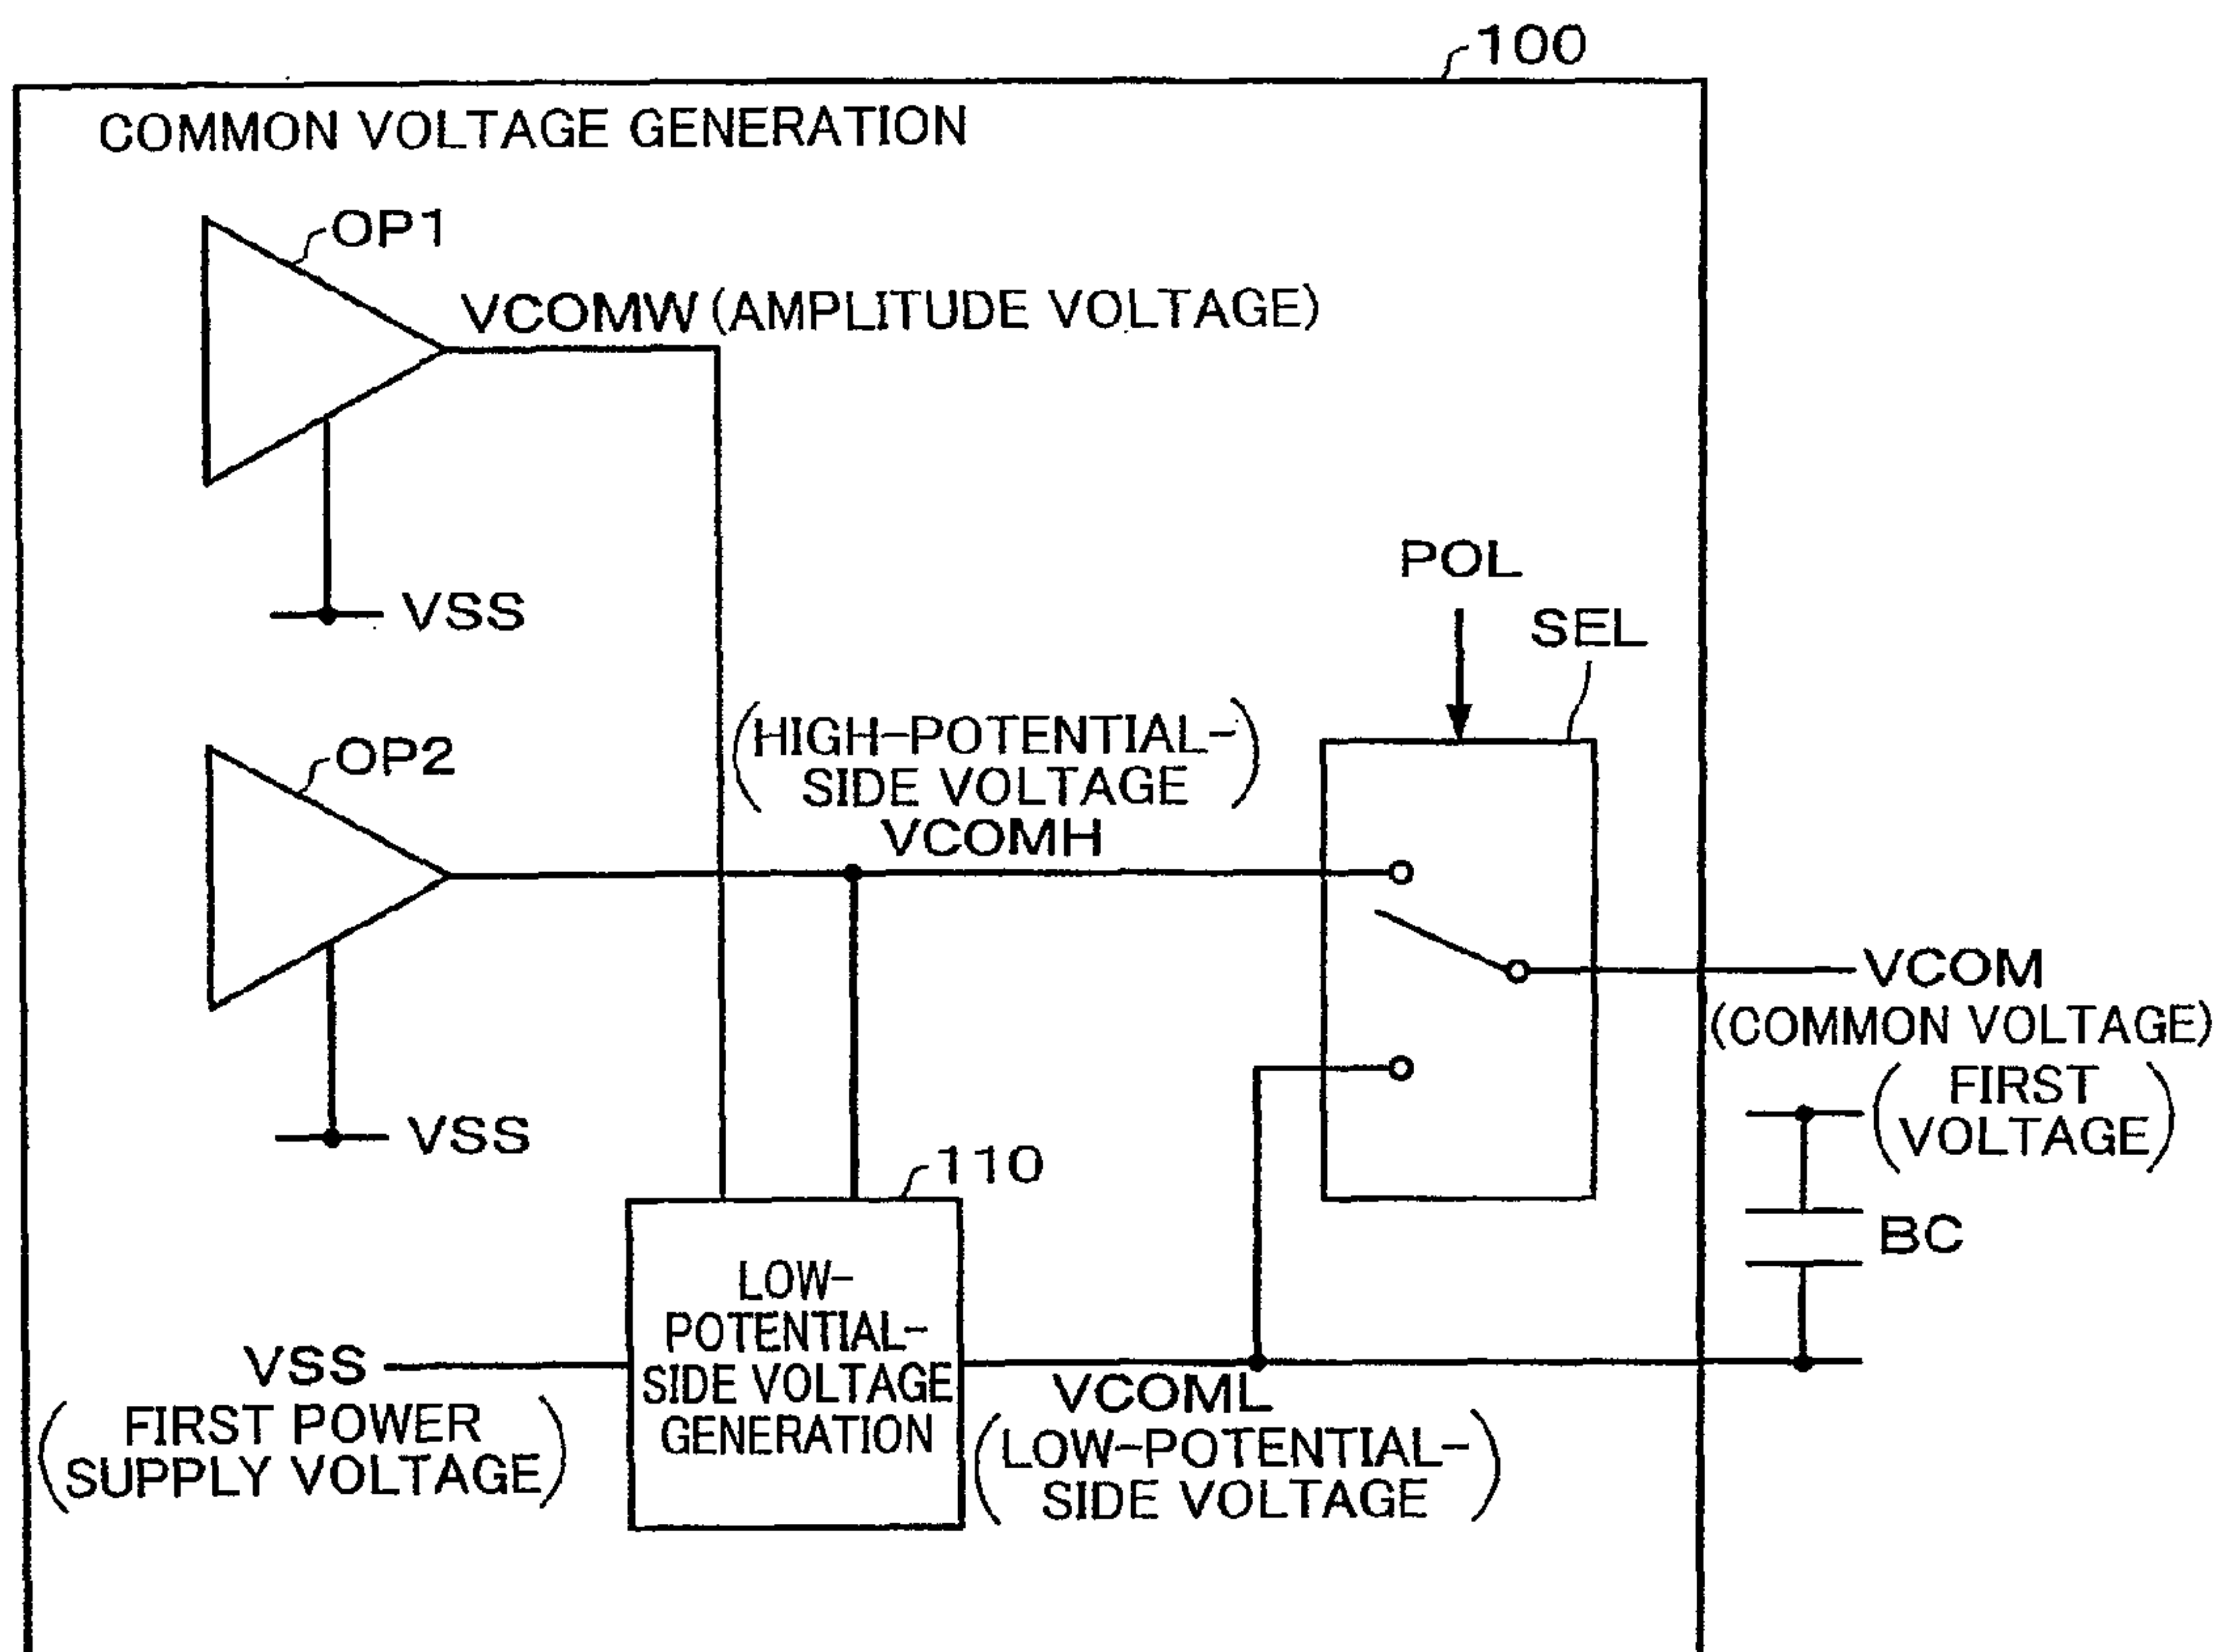 100
COMMON VOLTAGE GENERATION
OP1
VCOMW (AMPLITUDE VOLTAGE)
VSS
POL
SEL
(HIGH-POTENTIAL-
SIDE VOLTAGE)
VCOMH
OP2
VCOM
(COMMON VOLTAGE)
(FIRST
VOLTAGE)
VSS
110
BC
LOW-
POTENTIAL-
SIDE VOLTAGE
GENERATION
VSS
(FIRST POWER
SUPPLY VOLTAGE)
VCOML
(LOW-POTENTIAL-
SIDE VOLTAGE)